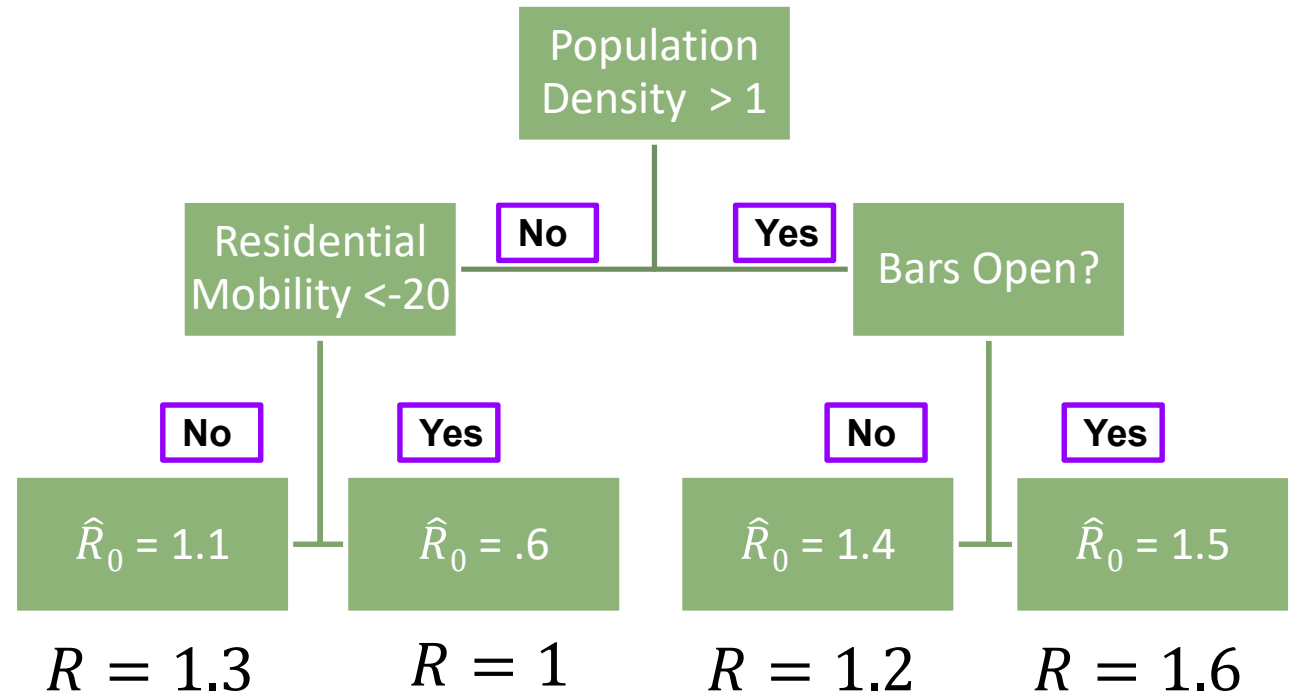 Population
Density > 1
No
Yes
Residential
Mobility <-20
Bars Open?
No
Yes
No
Yes
R̂₀ = 1.1
R̂₀ = .6
R̂₀ = 1.4
R̂₀ = 1.5
R = 1.3
R = 1
R = 1.2
R = 1.6